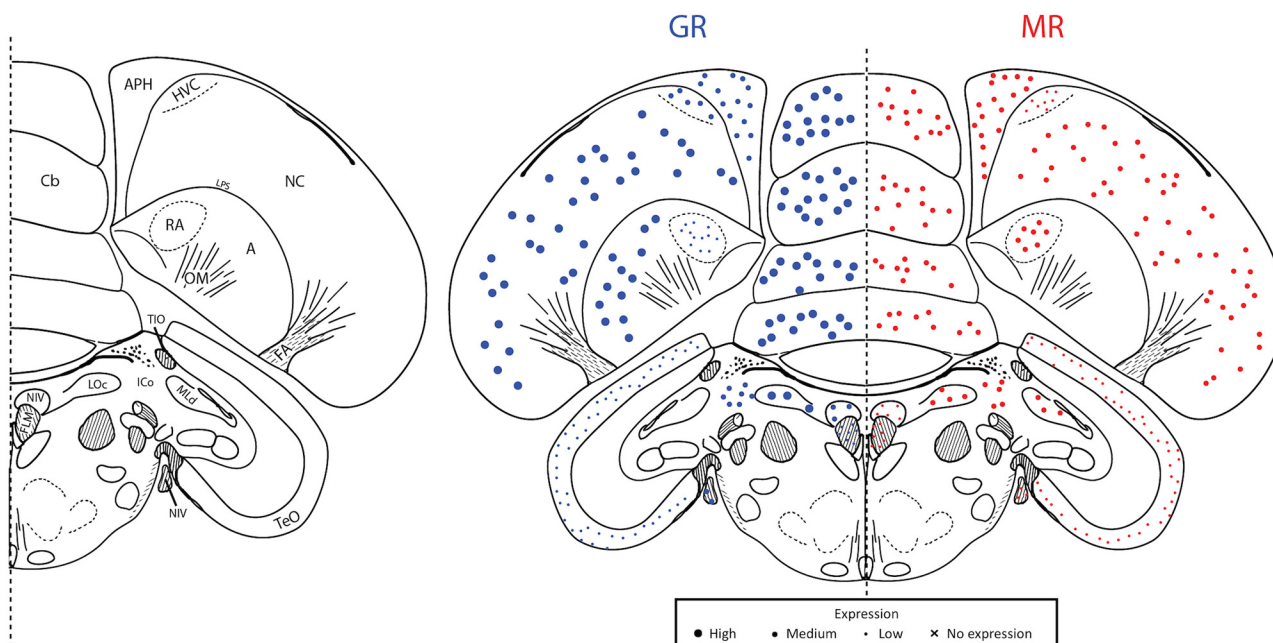 GR
MR
APH
HVC
Cb
NC
LPS
RA
A
OM
TIO
FA
LOc
ICo
MLd
NIV
FLM
NIV
TeO
Expression
High
Medium
Low
× No expression